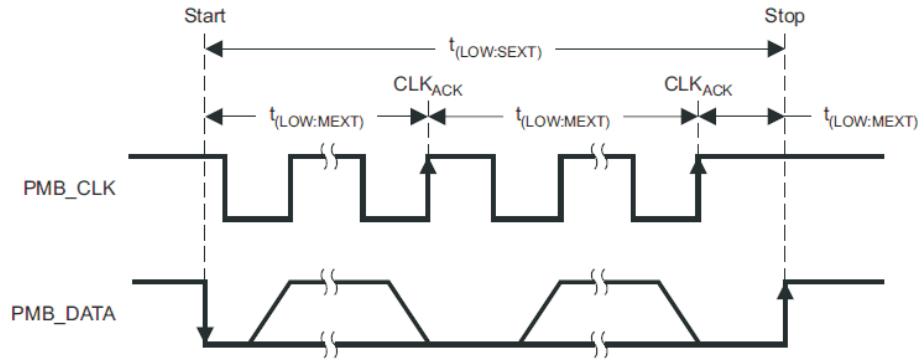 Start Stop
t(LOW:SEXT)
CLKACK CLKACK
t(LOW:MEXT) t(LOW:MEXT) t(LOW:MEXT)
PMB_CLK
PMB_DATA